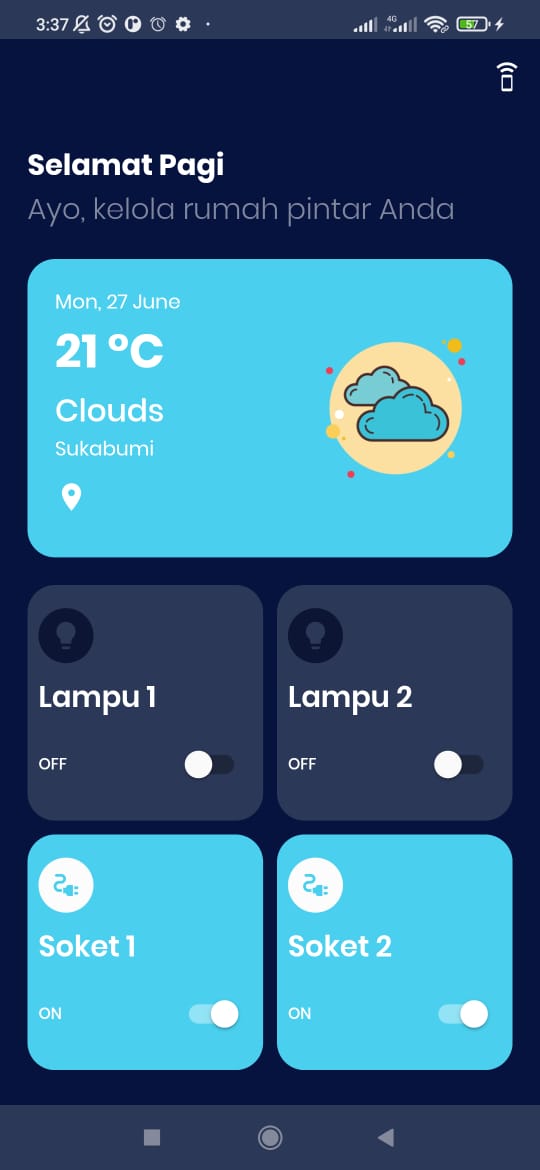 3:37
4G
57
Selamat Pagi
Ayo, kelola rumah pintar Anda
Mon, 27 June
21 °C
Clouds
Sukabumi
Lampu 1
Lampu 2
OFF
OFF
Soket 1
Soket 2
ON
ON